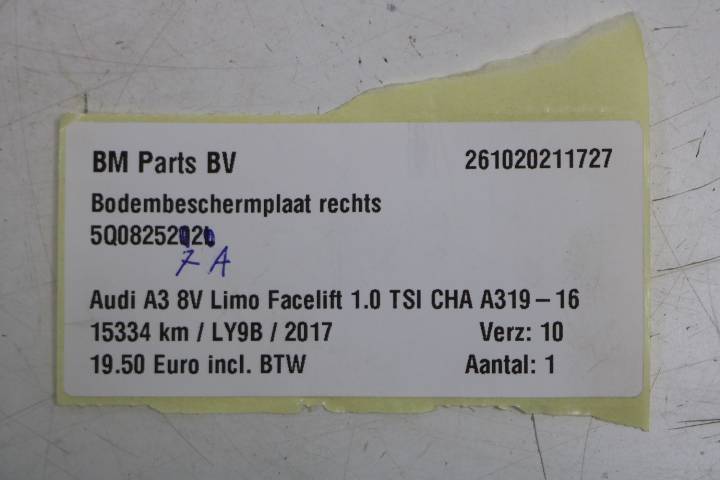 BM Parts BV 261020211727
Bodembeschermplaat rechts
7 A
Audi A3 8V Limo Facelift 1.0 TSI CHA A319-16
15334 km / LY9B / 2017 Verz: 10
19.50 Euro incl. BTW Aantal: 1